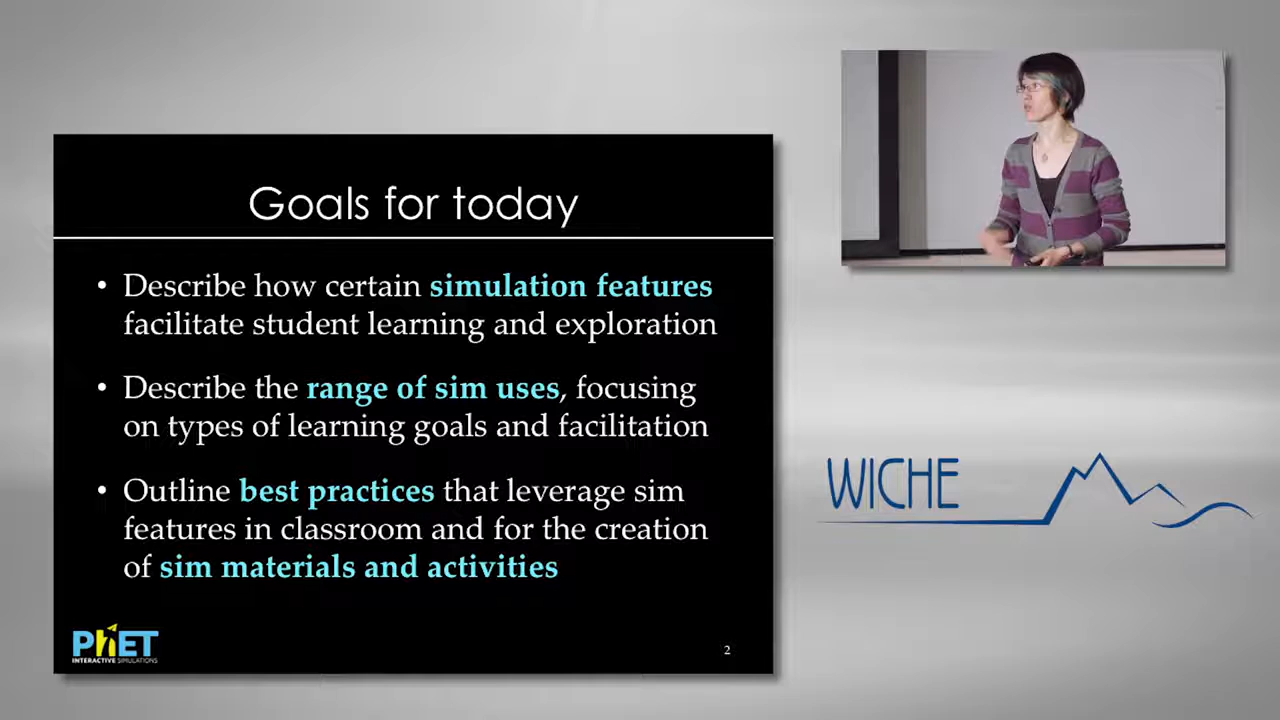 Goals for today
• Describe how certain simulation features
facilitate student learning and exploration
• Describe the range of sim uses, focusing
on types of learning goals and facilitation
• Outline best practices that leverage sim
features in classroom and for the creation
of sim materials and activities
PhET
INTERACTIVE SIMULATIONS
2
WICHE